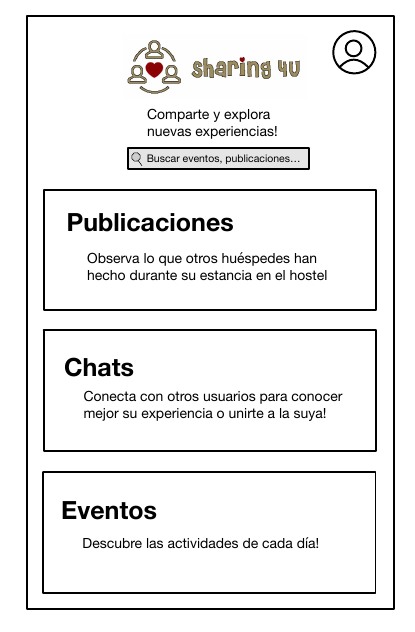 sharing 4U
Comparte y explora
nuevas experiencias!
Buscar eventos, publicaciones...
Publicaciones
Observa lo que otros huéspedes han
hecho durante su estancia en el hostel
Chats
Conecta con otros usuarios para conocer
mejor su experiencia o unirte a la suya!
Eventos
Descubre las actividades de cada día!